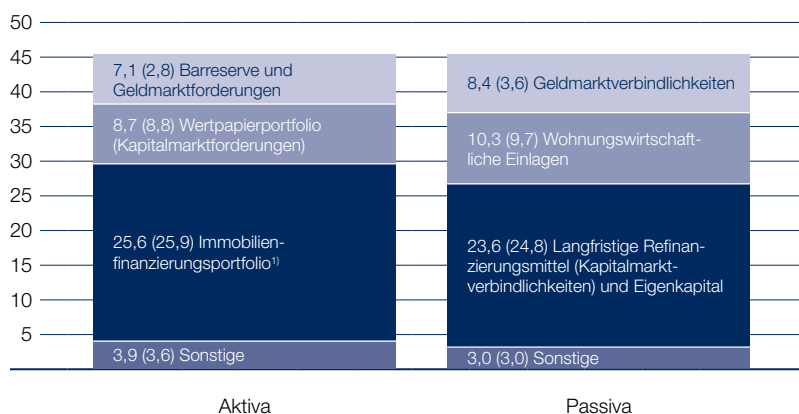 50
45
40
35
30
25
20
15
10
5
7,1 (2,8) Barreserve und
Geldmarktforderungen
8,7 (8,8) Wertpapierportfolio
(Kapitalmarktforderungen)
25,6 (25,9) Immobilien-
finanzierungsportfolio1)
3,9 (3,6) Sonstige
8,4 (3,6) Geldmarktverbindlichkeiten
10,3 (9,7) Wohnungswirtschaft-
liche Einlagen
23,6 (24,8) Langfristige Refinan-
zierungsmittel (Kapitalmarkt-
verbindlichkeiten) und Eigenkapital
3,0 (3,0) Sonstige
Aktiva
Passiva